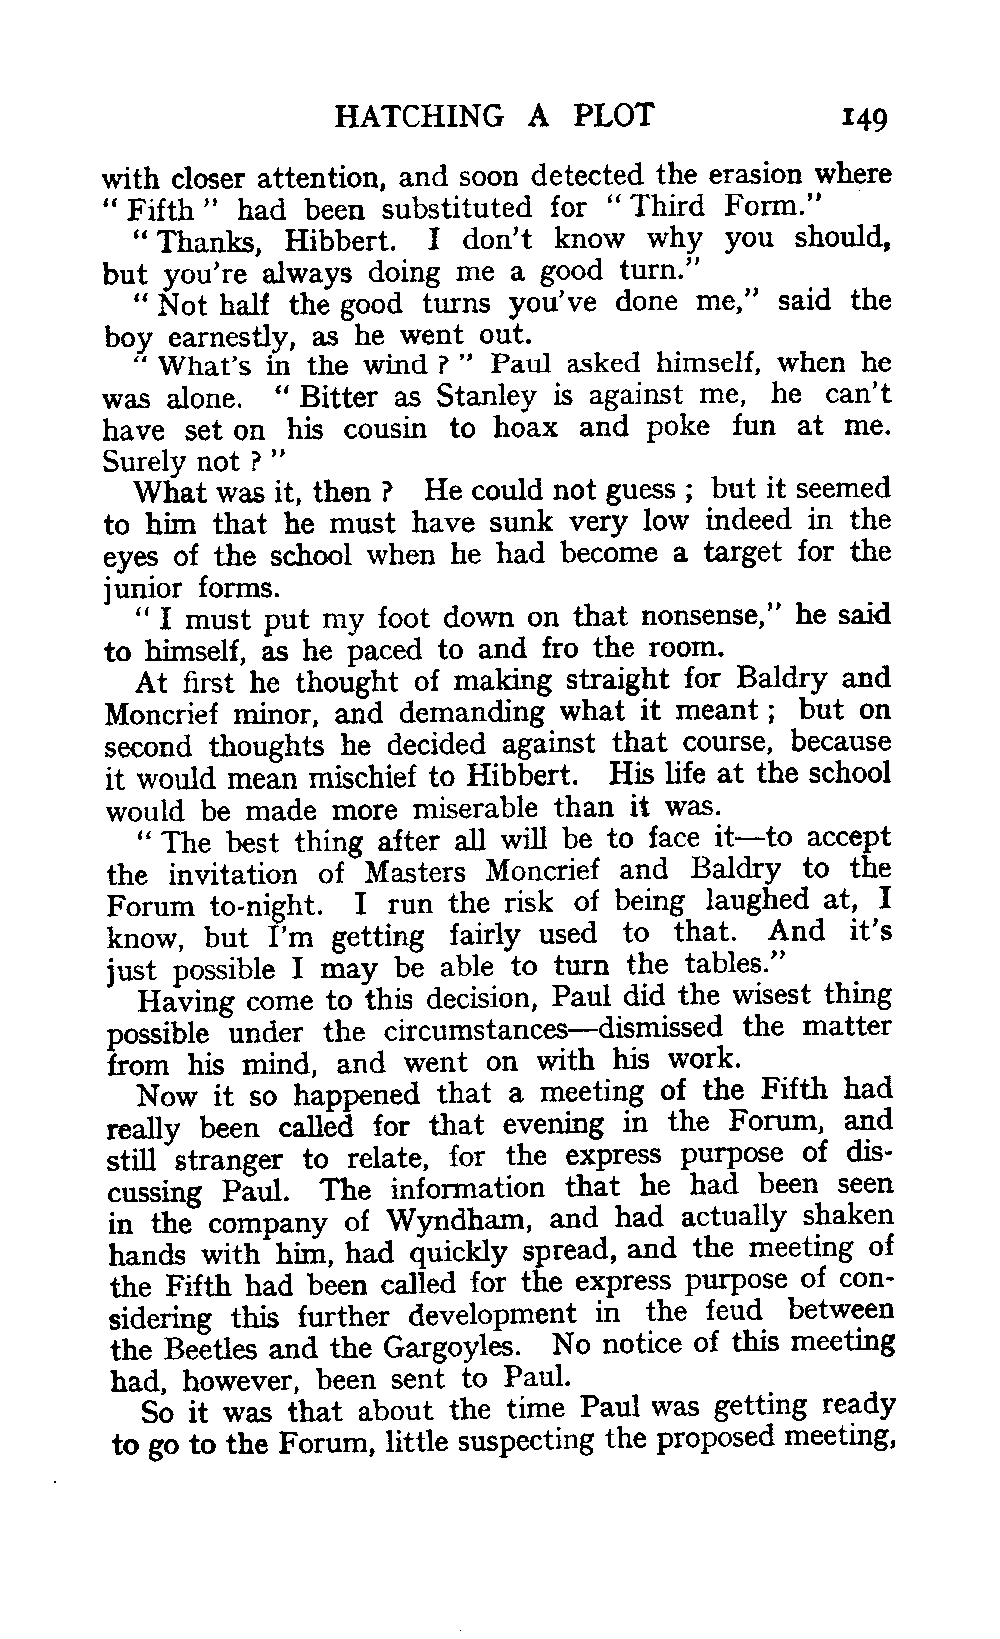 HATCHING A PLOT 149
with closer attention, and soon detected the erasion where
" Fifth " had been substituted for " Third Form."
" Thanks, Hibbert. I don't know why you should,
but you're always doing me a good turn."
" Not half the good turns you've done me," said the
boy earnestly, as he went out.
" What's in the wind ? " Paul asked himself, when he
was alone. " Bitter as Stanley is against me, he can't
have set on his cousin to hoax and poke fun at me.
Surely not ? "
What was it, then ? He could not guess ; but it seemed
to him that he must have sunk very low indeed in the
eyes of the school when he had become a target for the
junior forms.
" I must put my foot down on that nonsense," he said
to himself, as he paced to and fro the room.
At first he thought of making straight for Baldry and
Moncrief minor, and demanding what it meant ; but on
second thoughts he decided against that course, because
it would mean mischief to Hibbert. His life at the school
would be made more miserable than it was.
" The best thing after all will be to face it—to accept
the invitation of Masters Moncrief and Baldry to the
Forum to-night. I run the risk of being laughed at, I
know, but I'm getting fairly used to that. And it's
just possible I may be able to turn the tables."
Having come to this decision, Paul did the wisest thing
possible under the circumstances—dismissed the matter
from his mind, and went on with his work.
Now it so happened that a meeting of the Fifth had
really been called for that evening in the Forum, and
still stranger to relate, for the express purpose of dis-
cussing Paul. The information that he had been seen
in the company of Wyndham, and had actually shaken
hands with him, had quickly spread, and the meeting of
the Fifth had been called for the express purpose of con-
sidering this further development in the feud between
the Beetles and the Gargoyles. No notice of this meeting
had, however, been sent to Paul.
So it was that about the time Paul was getting ready
to go to the Forum, little suspecting the proposed meeting,